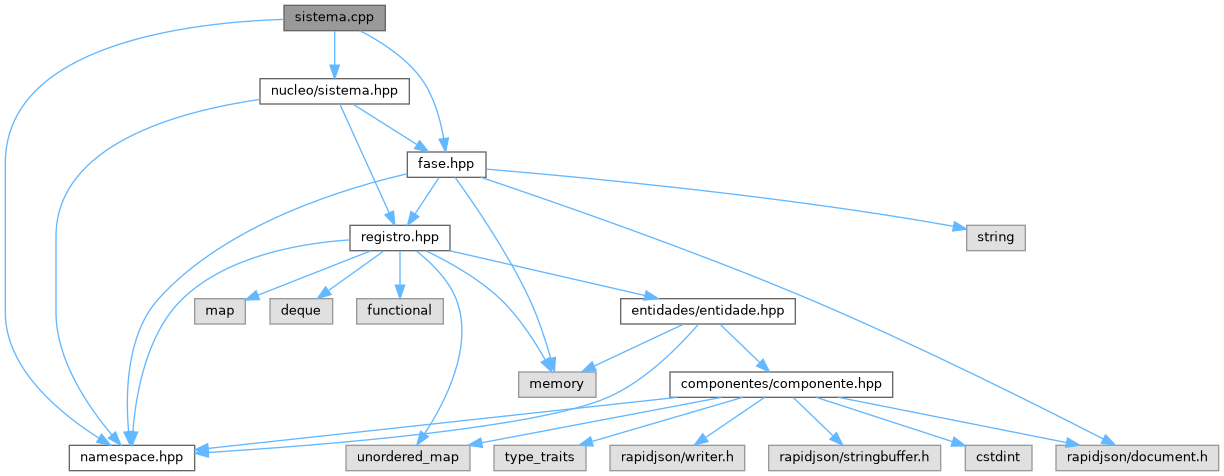 sistema.cpp
nucleo/sistema.hpp
fase.hpp
registro.hpp
string
map
deque
functional
entidades/entidade.hpp
memory
componentes/componente.hpp
namespace.hpp
unordered_map
type_traits
rapidjson/writer.h
rapidjson/stringbuffer.h
cstdint
rapidjson/document.h